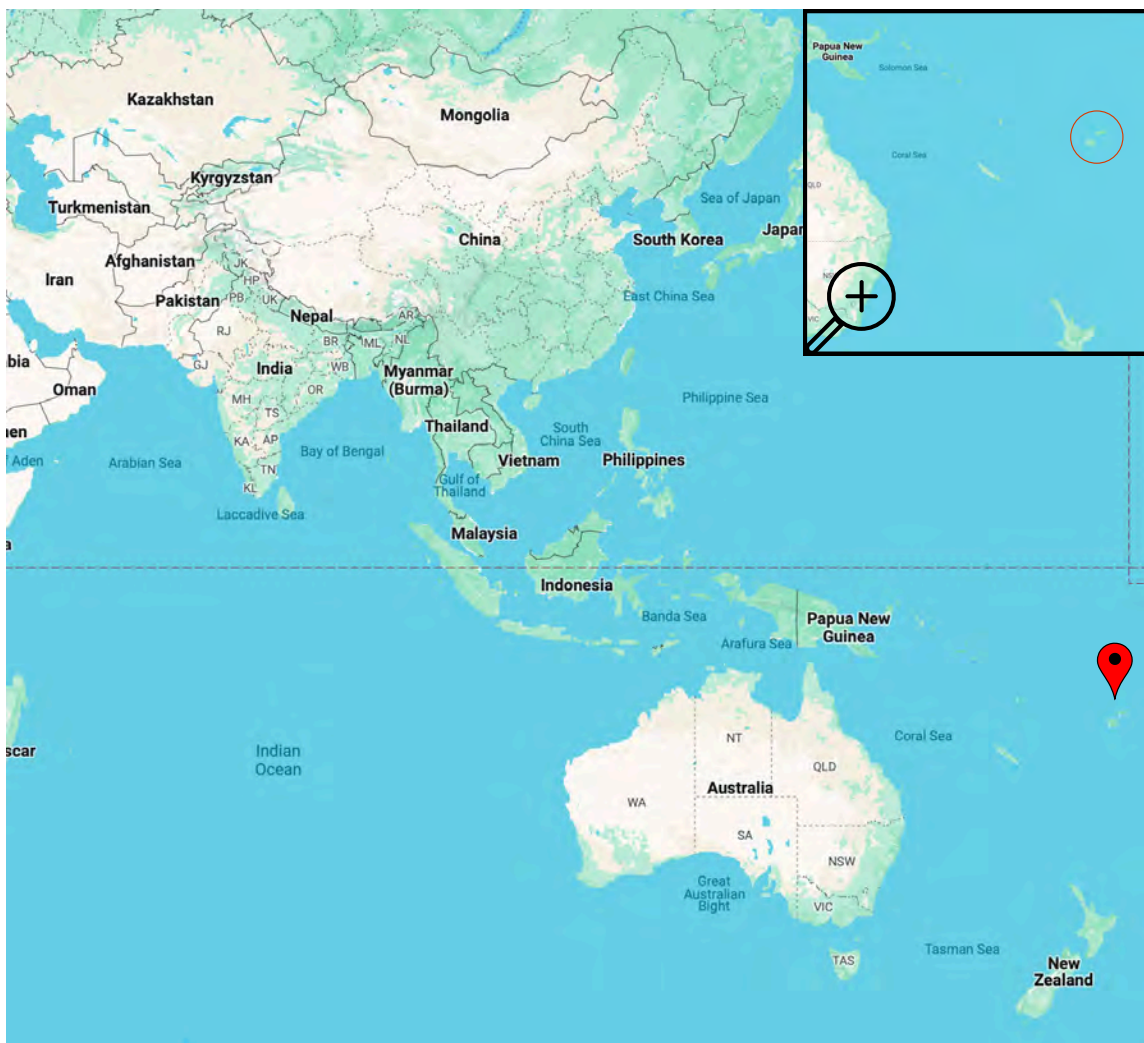 Kazakhstan
Mongolia
Kyrgyzstan
Turkmenistan
Sea of Japan
China
South Korea
Japan
Afghanistan
Iran
JK
HP
Pakistan
PB
UK
East China Sea
Nepal
AR
RJ
BR
ML
NL
bia
GJ
India
WB
Myanmar
(Burma)
Oman
OR
MH
Philippine Sea
TS
Thailand
South
China Sea
en
KA
AP
Bay of Bengal
f Aden
Arabian Sea
Vietnam
Philippines
TN
KL
Gulf of
Thailand
Laccadive Sea
Malaysia
a
Indonesia
Banda Sea
Papua New
Guinea
Arafura Sea
scar
Indian
Ocean
NT
Coral Sea
QLD
Australia
WA
SA
NSW
Great
Australian
Bight
VIC
Tasman Sea
TAS
New
Zealand
Papua New
Guinea
Solomon Sea
Coral Sea
QLD
NS
VIC